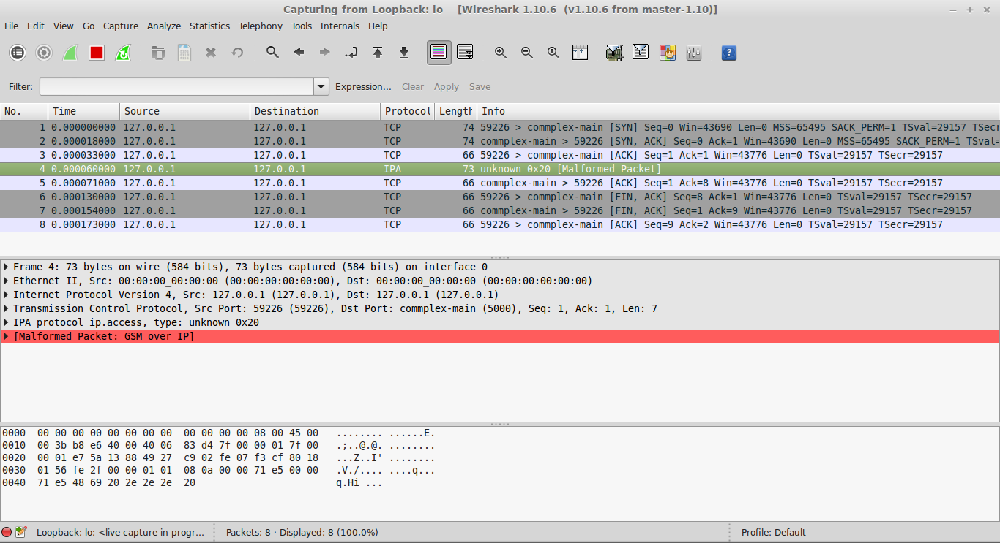 Capturing from Loopback: lo [Wireshark 1.10.6 (v1.10.6 from master-1.10)]
File Edit View Go Capture Analyze Statistics Telephony Tools Internals Help
Filter: Expression... Clear Apply Save
No. Time Source Destination Protocol Length Info
1 0.000000000 127.0.0.1 127.0.0.1 TCP 74 59226 > commplex-main [SYN] Seq=0 Win=43690 Len=0 MSS=65495 SACK_PERM=1 TSval=29157 TSecr
2 0.000018000 127.0.0.1 127.0.0.1 TCP 74 commplex-main > 59226 [SYN, ACK] Seq=0 Ack=1 Win=43690 Len=0 MSS=65495 SACK_PERM=1 TSval=
3 0.000033000 127.0.0.1 127.0.0.1 TCP 66 59226 > commplex-main [ACK] Seq=1 Ack=1 Win=43776 Len=0 TSval=29157 TSecr=29157
4 0.000060000 127.0.0.1 127.0.0.1 IPA 73 unknown 0x20 [Malformed Packet]
5 0.000071000 127.0.0.1 127.0.0.1 TCP 66 commplex-main > 59226 [ACK] Seq=1 Ack=8 Win=43776 Len=0 TSval=29157 TSecr=29157
6 0.000130000 127.0.0.1 127.0.0.1 TCP 66 59226 > commplex-main [FIN, ACK] Seq=8 Ack=1 Win=43776 Len=0 TSval=29157 TSecr=29157
7 0.000154000 127.0.0.1 127.0.0.1 TCP 66 commplex-main > 59226 [FIN, ACK] Seq=1 Ack=9 Win=43776 Len=0 TSval=29157 TSecr=29157
8 0.000173000 127.0.0.1 127.0.0.1 TCP 66 59226 > commplex-main [ACK] Seq=9 Ack=2 Win=43776 Len=0 TSval=29157 TSecr=29157
Frame 4: 73 bytes on wire (584 bits), 73 bytes captured (584 bits) on interface 0
Ethernet II, Src: 00:00:00_00:00:00 (00:00:00:00:00:00), Dst: 00:00:00_00:00:00 (00:00:00:00:00:00)
Internet Protocol Version 4, Src: 127.0.0.1 (127.0.0.1), Dst: 127.0.0.1 (127.0.0.1)
Transmission Control Protocol, Src Port: 59226 (59226), Dst Port: commplex-main (5000), Seq: 1, Ack: 1, Len: 7
IPA protocol ip.access, type: unknown 0x20
[Malformed Packet: GSM over IP]
0000 00 00 00 00 00 00 00 00 00 00 00 00 08 00 45 00 ........ ......E.
0010 00 3b b8 e6 40 00 40 06 83 d4 7f 00 00 01 7f 00 .;..@.@. ........
0020 00 01 e7 5a 13 88 49 27 c9 02 fe 07 f3 cf 80 18 ...Z..I' ........
0030 01 56 fe 2f 00 00 01 01 08 0a 00 00 71 e5 00 00 .V./.... ....q...
0040 71 e5 48 69 20 2e 2e 2e 20 q.Hi ...
Loopback: lo: <live capture in progr... Packets: 8 · Displayed: 8 (100,0%) Profile: Default